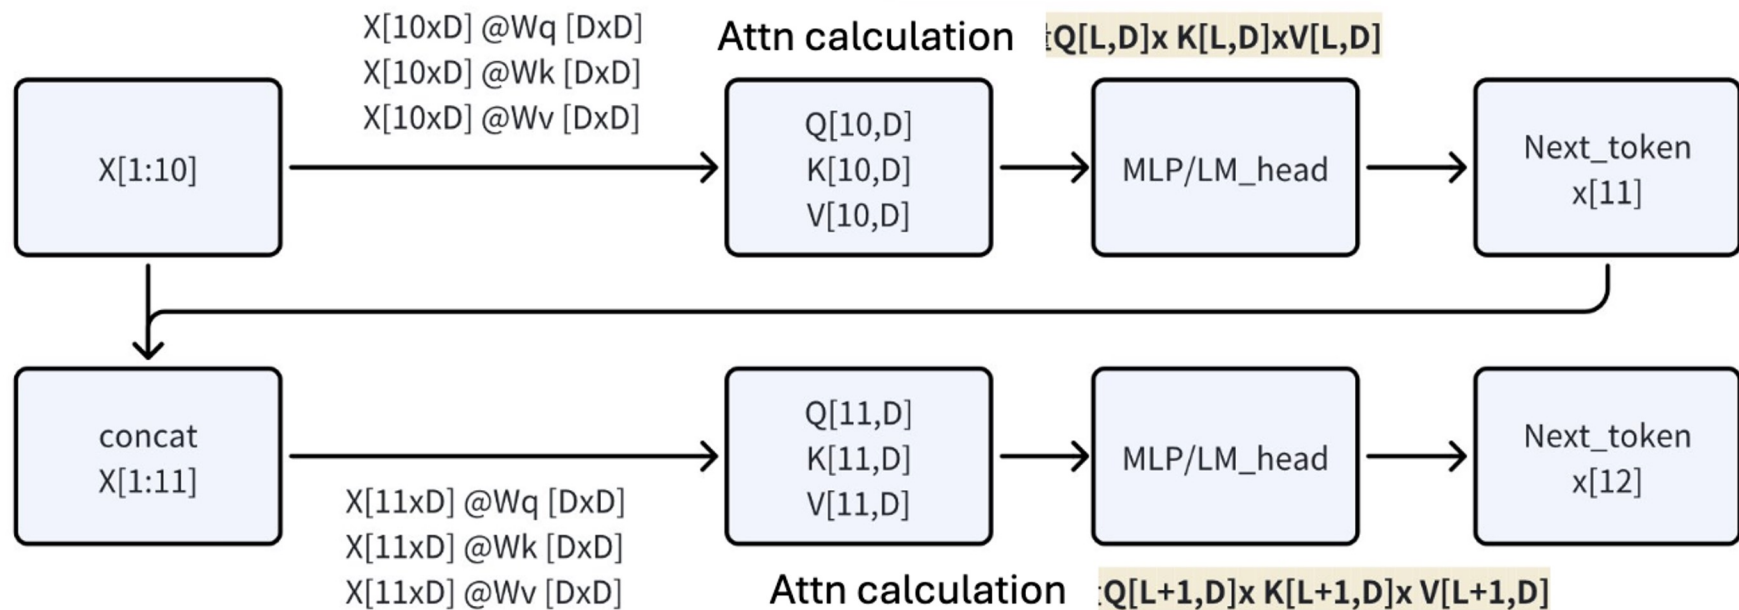 X[10xD] @Wq [DxD]
X[10xD] @Wk [DxD]
X[10xD] @Wv [DxD]
Attn calculation Q[L,D]x K[L,D]xV[L,D]
X[1:10]
Q[10,D]
K[10,D]
V[10,D]
MLP/LM_head
Next_token
x[11]
concat
X[1:11]
X[11xD] @Wq [DxD]
X[11xD] @Wk [DxD]
X[11xD] @Wv [DxD]
Q[11,D]
K[11,D]
V[11,D]
MLP/LM_head
Next_token
x[12]
Attn calculation Q[L+1,D]x K[L+1,D]x V[L+1,D]